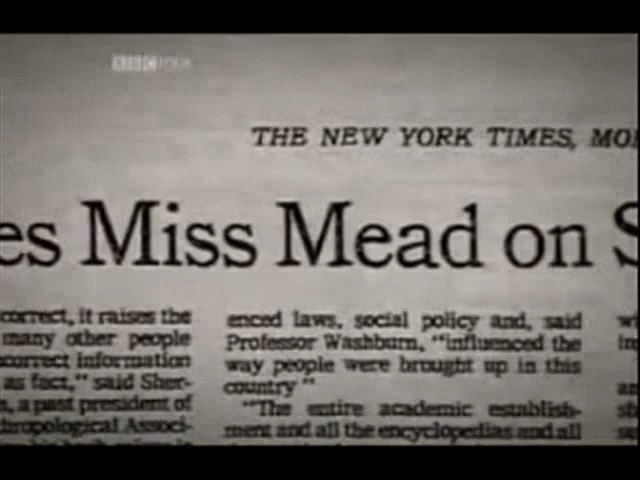 BBC FOUR
THE NEW YORK TIMES, MO
es Miss Mead on S
correct, it raises the
many other people
correct information
as fact," said Sher-
, a past president of
thropological Associ-
enced laws, social policy and, said
Professor Washburn, "influenced the
way people were brought up in this
country"
"The entire academic establish-
ment and all the encyclopedias and all